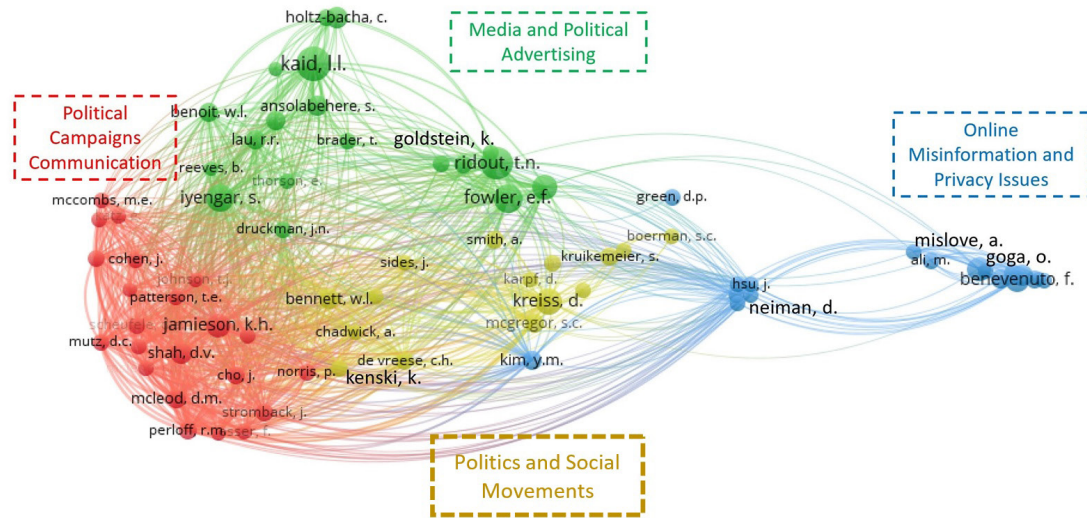 holtz-bacha, c.
Media and Political
Advertising
kaid, l.l.
Political
Campaigns
Communication
benoit, w.l.
ansolabehere, s.
lau, r.r.
brader, t.
goldstein, k.
ridout, t.n.
reeves, b.
thorson, e.
iyengar, s.
fowler, e.f.
green, d.p.
Online
Misinformation and
Privacy Issues
mccombs, m.e.
druckman, j.n.
smith, a.
boerman, s.c.
cohen, j.
sides, j.
kruikemeier, s.
mislove, a.
ali, m.
goga, o.
benevenuto, f.
johnson, t.j.
karpf, d.
hsu, j.
patterson, t.e.
bennett, w.l.
kreiss, d.
neiman, d.
jamieson, k.h.
chadwick, a.
mcgregor, s.c.
mutz, d.c.
shah, d.v.
de vreese, c.h.
kim, y.m.
cho, j.
norris, p.
kenski, k.
mcleod, d.m.
stromback, j.
perloff, r.m.
Politics and Social
Movements